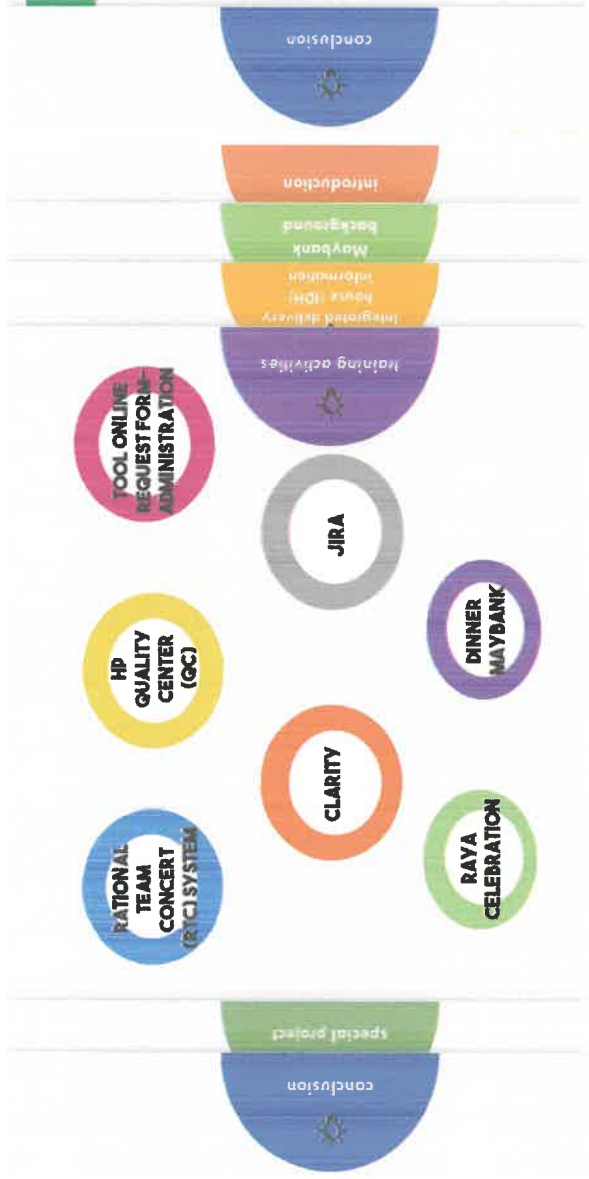 conclusion
introduction
Maybank
background
integrated delivery
house (IDH)
information
training activities
TOOL ONLINE
REQUEST FORM-
ADMINISTRATION
JIRA
HP
QUALITY
CENTER
(QC)
DINNER
MAYBANK
CLARITY
RATIONAL
TEAM
CONCERT
(RTC) SYSTEM
RAYA
CELEBRATION
special project
conclusion